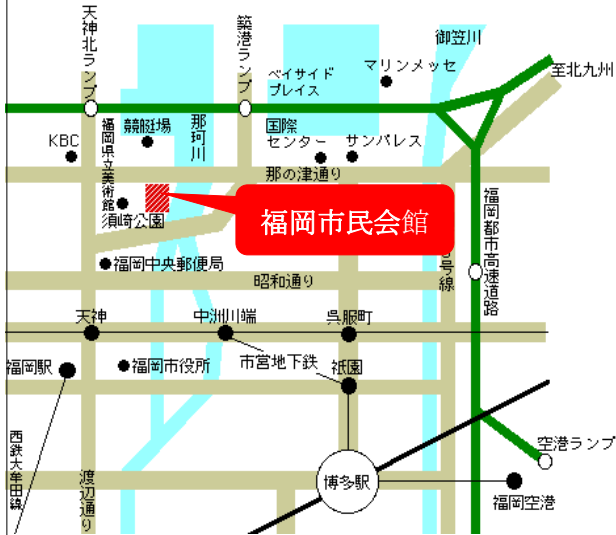 天神北ランプ
築港ランプ
御笠川
マリンメッセ
至北九州
ベイサイド
プレイス
KBC
福岡県立美術館
競艇場
那珂川
国際
センター
サンパレス
那の津通り
須崎公園
福岡市民会館
福岡都市高速道路
号線
福岡中央郵便局
昭和通り
天神
中洲川端
呉服町
福岡駅
福岡市役所
市営地下鉄
祇園
西鉄大牟田線
渡辺通り
博多駅
空港ランプ
福岡空港